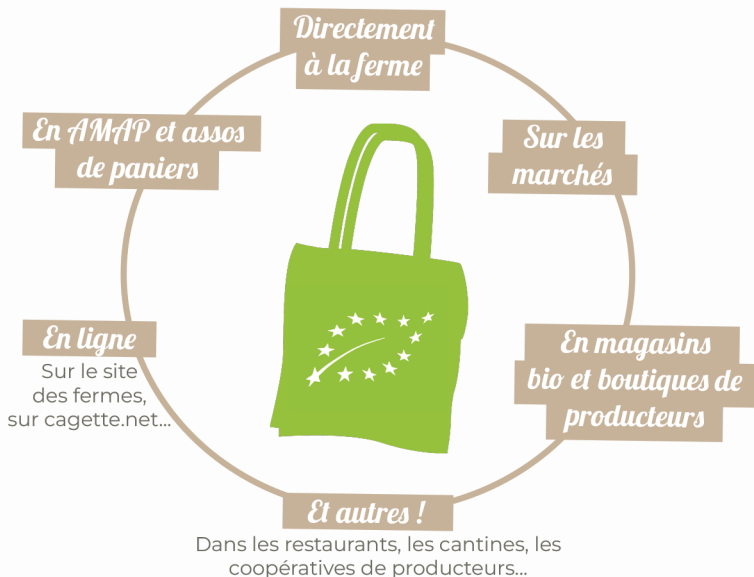 Directement
à la ferme
En AMAP et assos
de paniers
Sur les
marchés
En ligne
Sur le site
des fermes,
sur cagette.net...
En magasins
bio et boutiques de
producteurs
Et autres !
Dans les restaurants, les cantines, les
coopératives de producteurs...